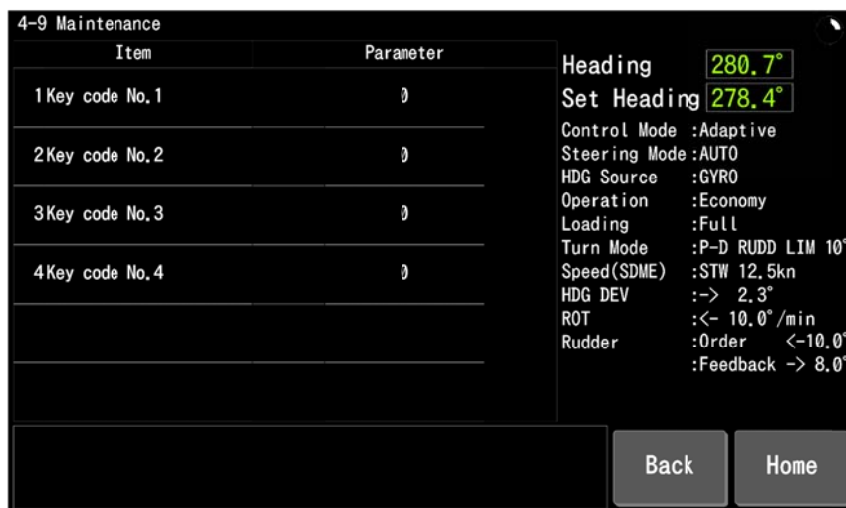 4-9 Maintenance
Item Parameter
1 Key code No.1 0
2 Key code No.2 0
3 Key code No.3 0
4 Key code No.4 0
Heading 280.7°
Set Heading 278.4°
Control Mode :Adaptive
Steering Mode:AUTO
HDG Source :GYRO
Operation :Economy
Loading :Full
Turn Mode :P-D RUDD LIM 10°
Speed(SDME) :STW 12.5kn
HDG DEV :-> 2.3°
ROT :<- 10.0°/min
Rudder :Order <-10.0°
:Feedback -> 8.0°
Back Home